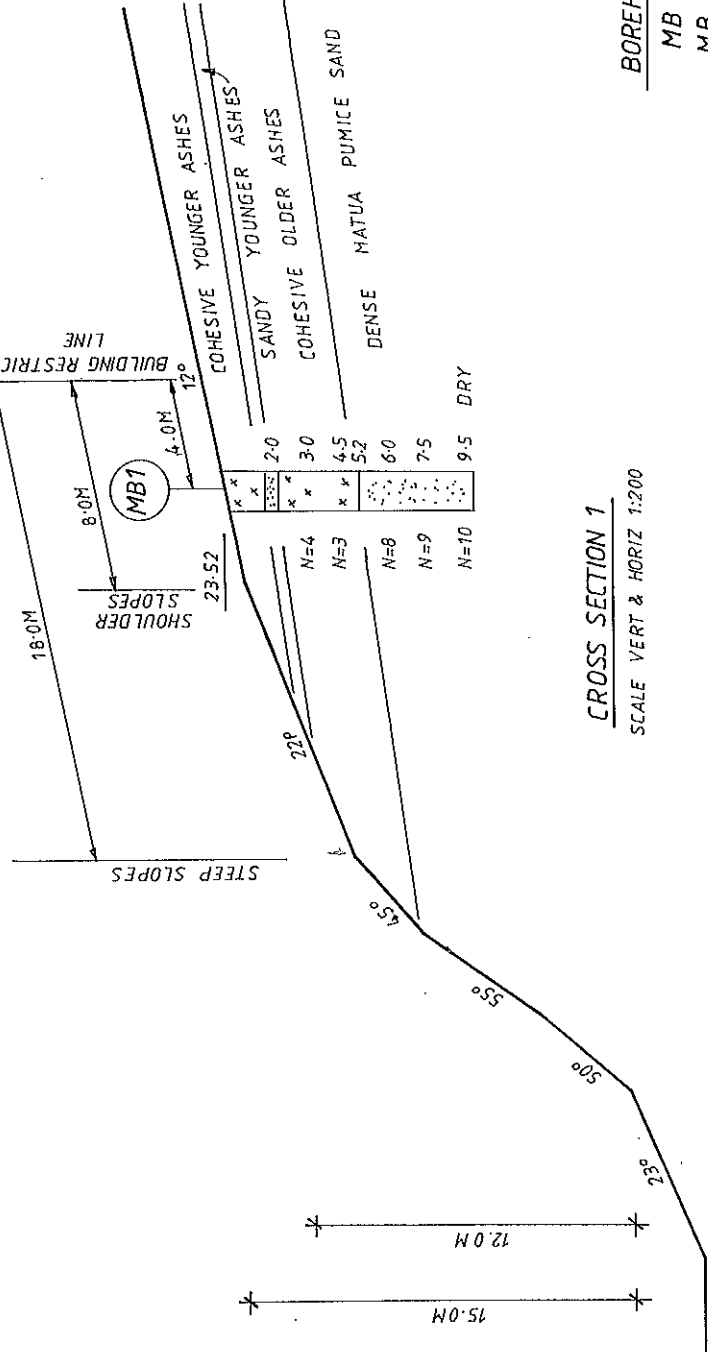 18.0M
8.0M
4.0M
BUILDING RESTRIC
LINE
SHOULDER
SLOPES
STEEP SLOPES
MB1
23.52
12°
22°
45°
55°
50°
23°
COHESIVE YOUNGER ASHES
SANDY YOUNGER ASHES
COHESIVE OLDER ASHES
DENSE MATUA PUMICE SAND
2.0
3.0
4.5
5.2
6.0
7.5
9.5 DRY
N=4
N=3
N=8
N=9
N=10
12.0M
15.0M
CROSS SECTION 1
SCALE VERT & HORIZ 1:200
BOREH
MB
MB